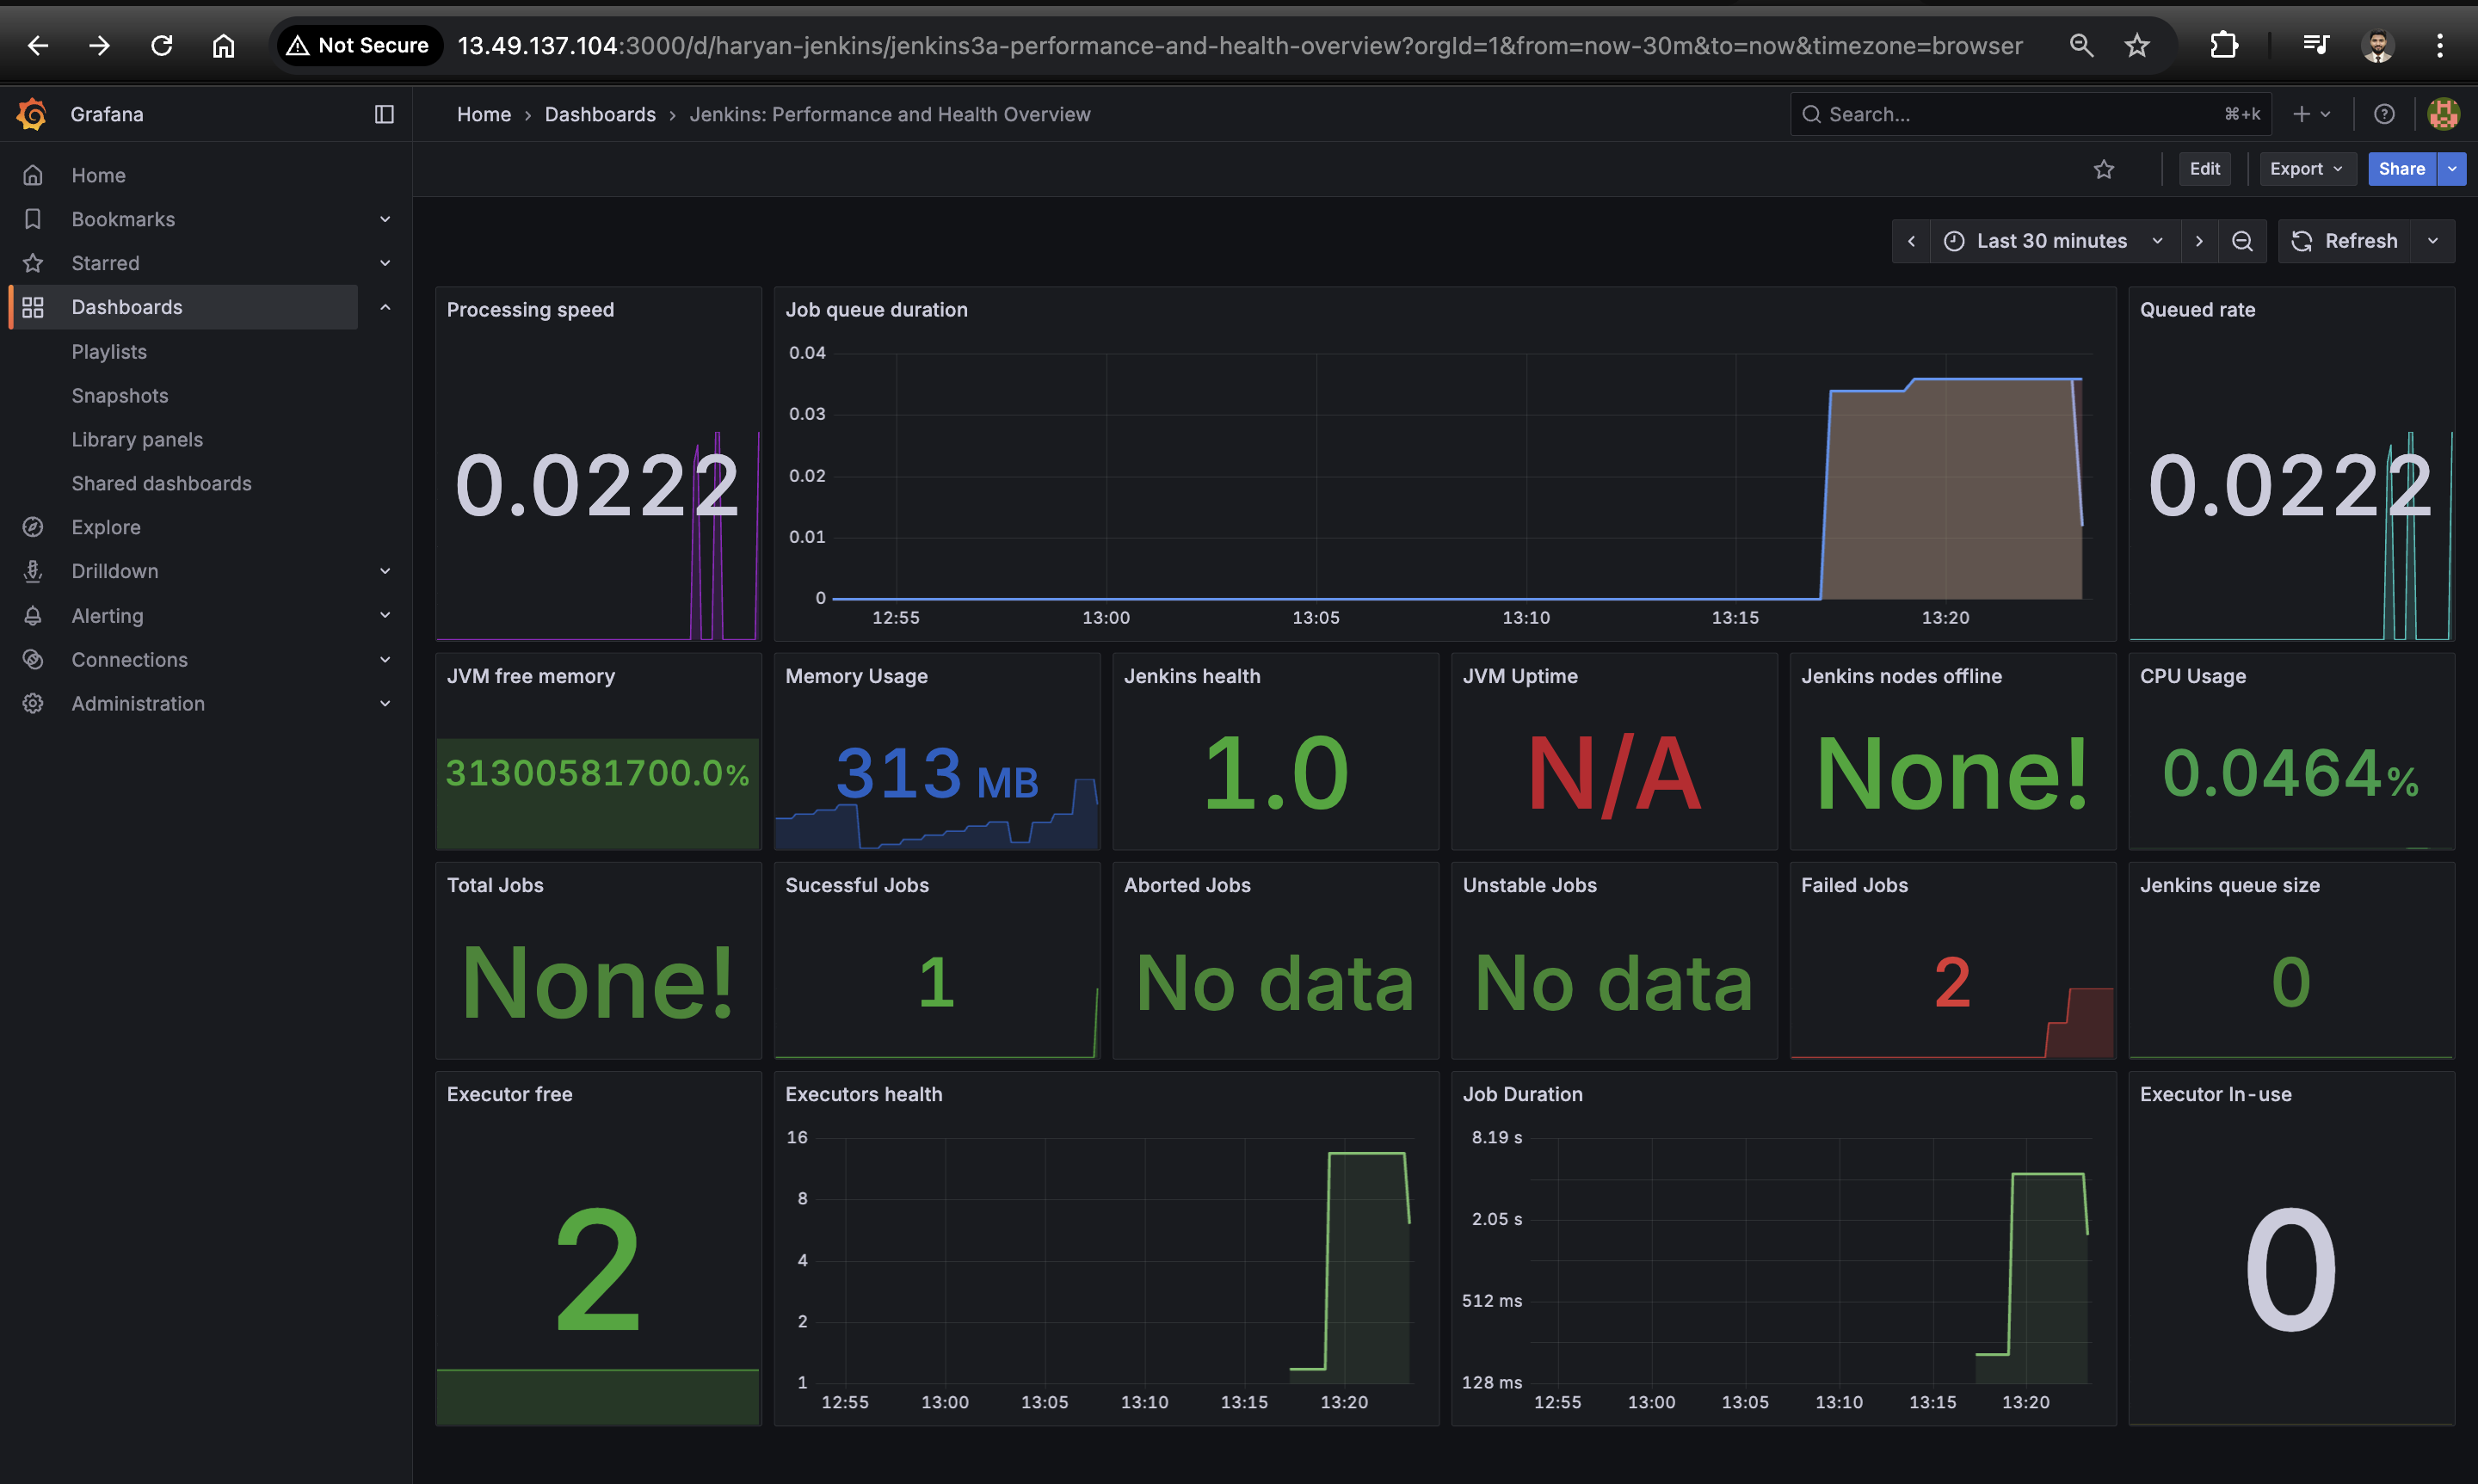 Not Secure 13.49.137.104:3000/d/haryan-jenkins/jenkins3a-performance-and-health-overview?orgId=1&from=now-30m&to=now&timezone=browser
Grafana
Home › Dashboards › Jenkins: Performance and Health Overview
Search...
⌘+k
Home
Bookmarks
Starred
Dashboards
Playlists
Snapshots
Library panels
Shared dashboards
Explore
Drilldown
Alerting
Connections
Administration
Edit
Export
Share
Last 30 minutes
Refresh
Processing speed
0.0222
Job queue duration
0.04
0.03
0.02
0.01
0
12:55 13:00 13:05 13:10 13:15 13:20
Queued rate
0.0222
JVM free memory
31300581700.0%
Memory Usage
313 MB
Jenkins health
1.0
JVM Uptime
N/A
Jenkins nodes offline
None!
CPU Usage
0.0464%
Total Jobs
None!
Sucessful Jobs
1
Aborted Jobs
No data
Unstable Jobs
No data
Failed Jobs
2
Jenkins queue size
0
Executor free
2
Executors health
16
8
4
2
1
12:55 13:00 13:05 13:10 13:15 13:20
Job Duration
8.19 s
2.05 s
512 ms
128 ms
12:55 13:00 13:05 13:10 13:15 13:20
Executor In-use
0